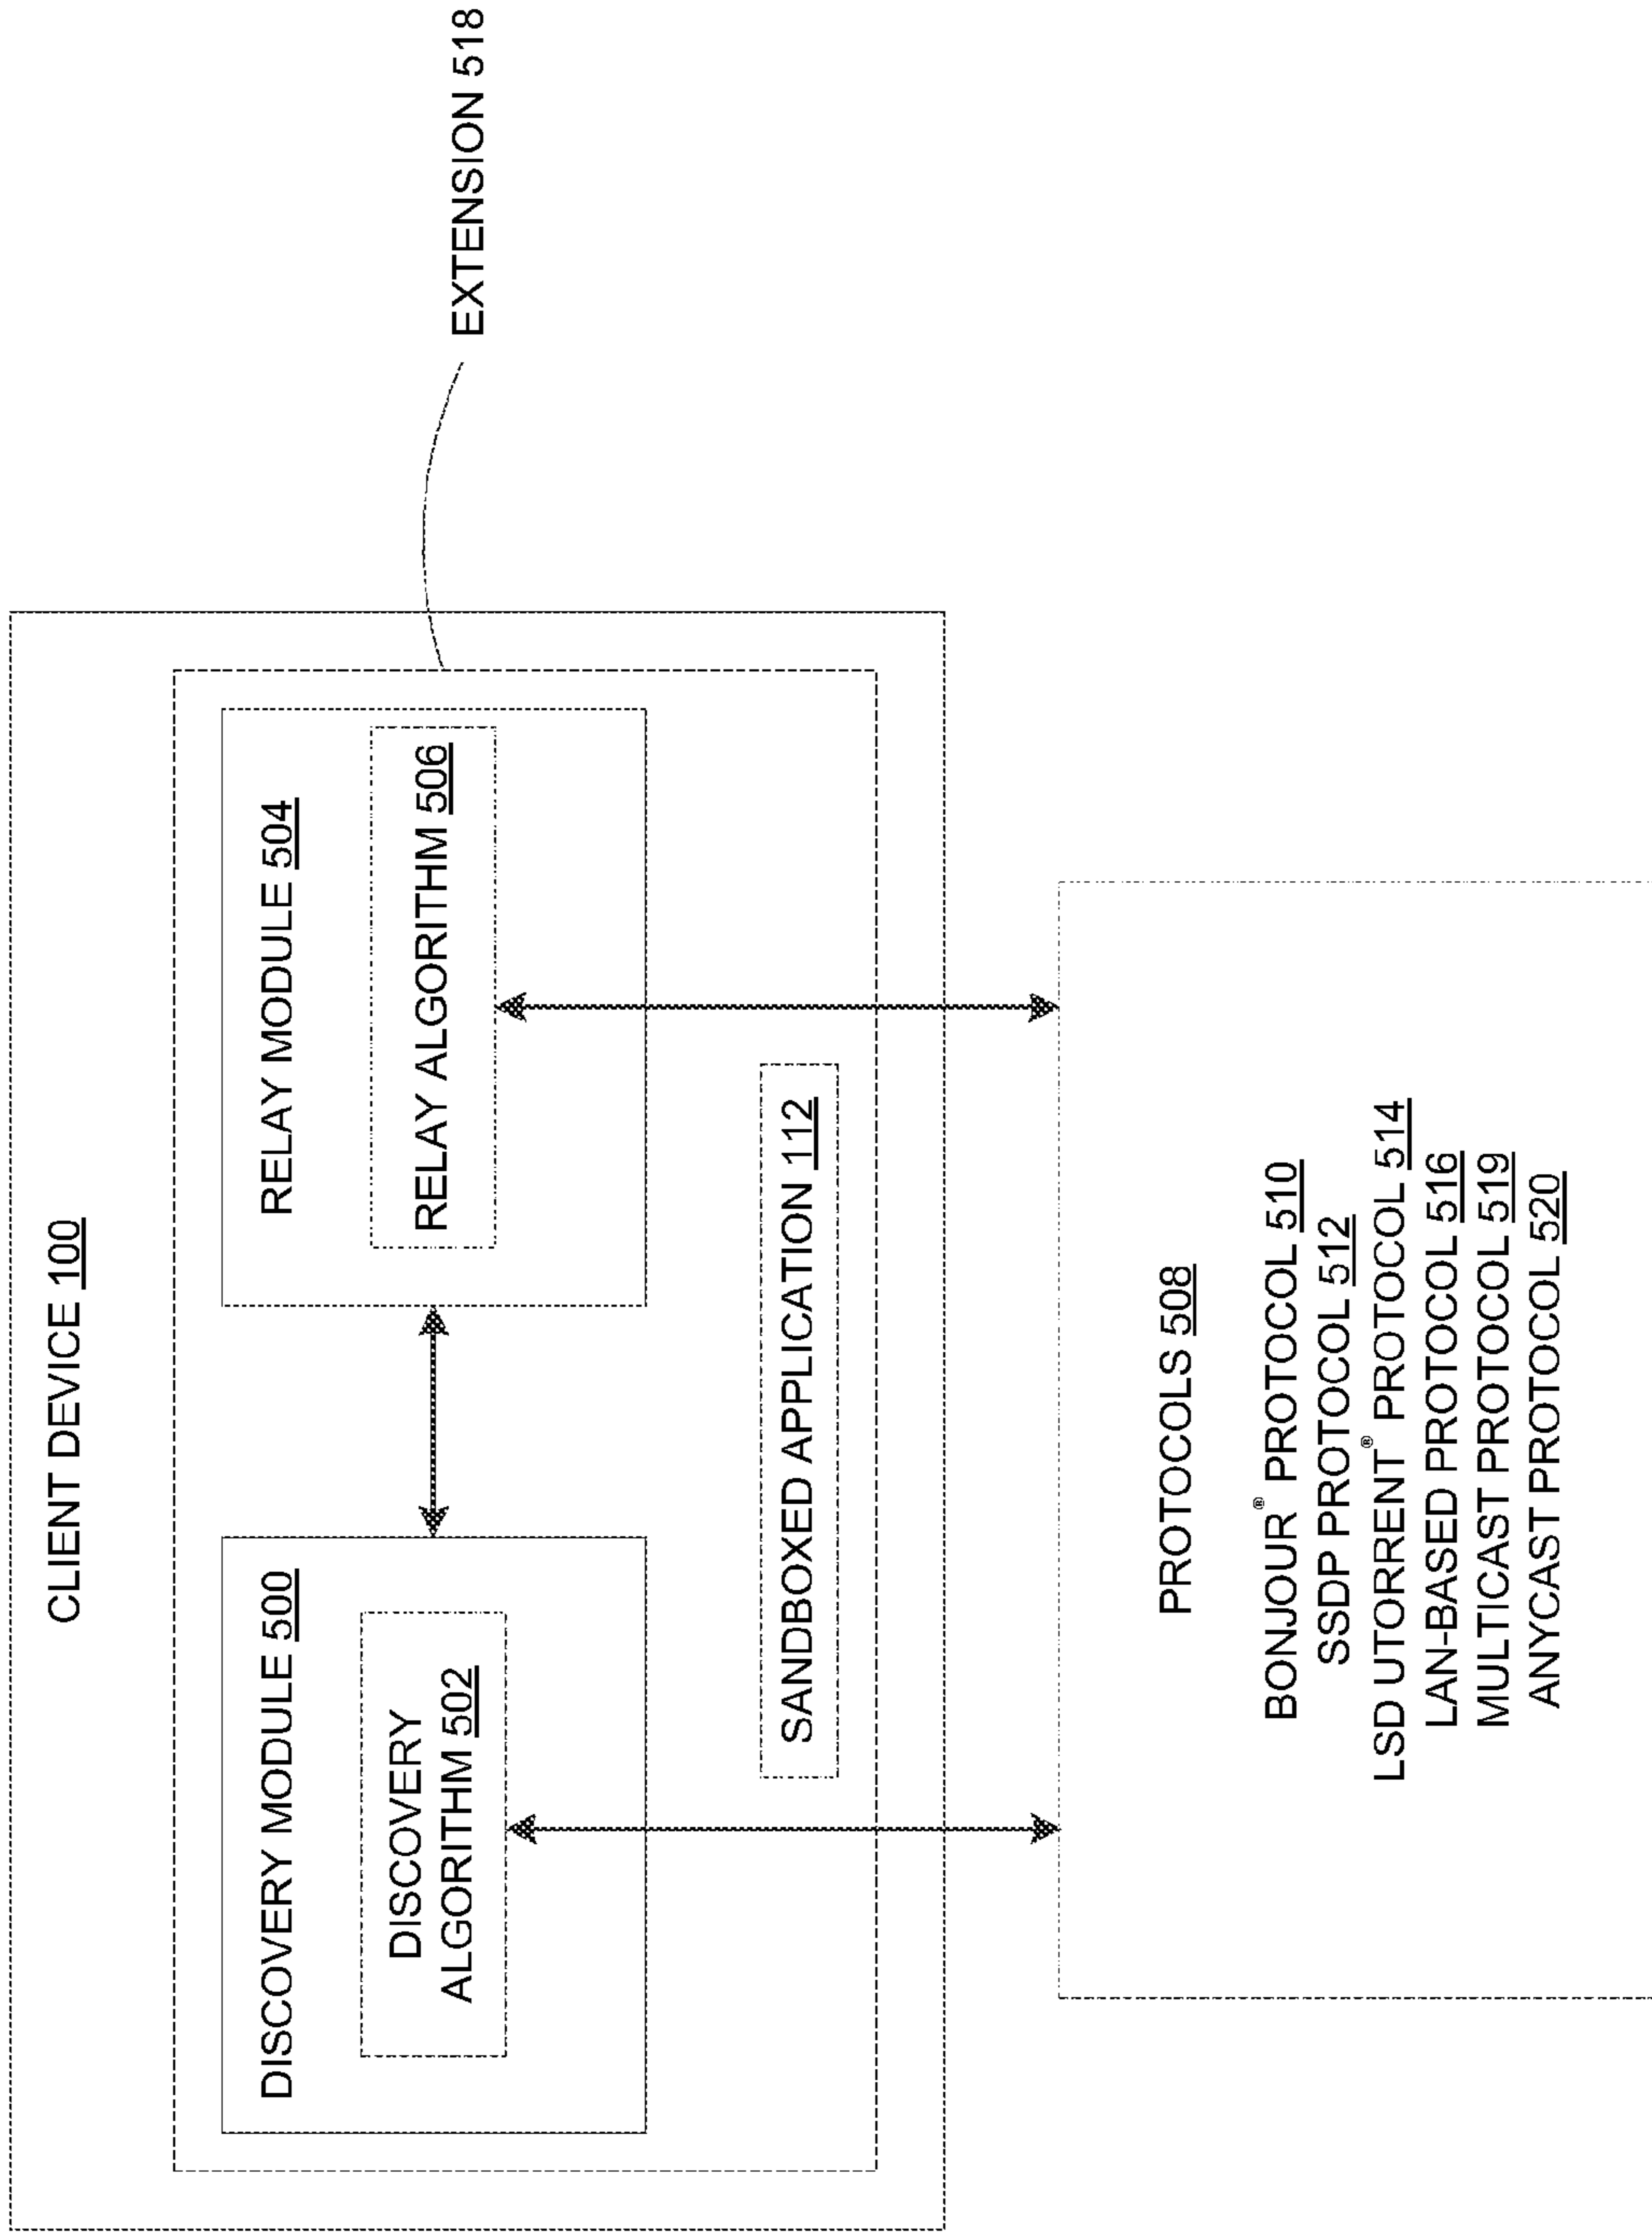 CLIENT DEVICE 100
DISCOVERY MODULE 500
DISCOVERY
ALGORITHM 502
RELAY MODULE 504
RELAY ALGORITHM 506
SANDBOXED APPLICATION 112
EXTENSION 518
PROTOCOLS 508
BONJOUR® PROTOCOL 510
SSDP PROTOCOL 512
LSD UTORRENT® PROTOCOL 514
LAN-BASED PROTOCOL 516
MULTICAST PROTOCOL 519
ANYCAST PROTOCOL 520